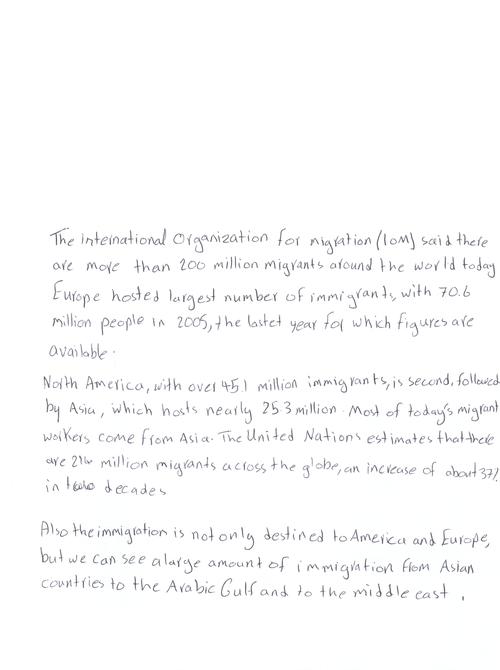 The international Organization for migration (IOM) said there
are more than 200 million migrants around the world today
Europe hosted largest number of immigrants, with 70.6
million people in 2005, the lastet year for which figures are
available.
North America, with over 45.1 million immigrants, is second, followed
by Asia, which hosts nearly 25.3 million. Most of today's migrant
workers come from Asia. The United Nations estimates that there
are 214 million migrants across the globe, an increase of about 37%
in two decades
Also the immigration is not only destined to America and Europe,
but we can see a large amount of immigration from Asian
countries to the Arabic Gulf and to the middle east.